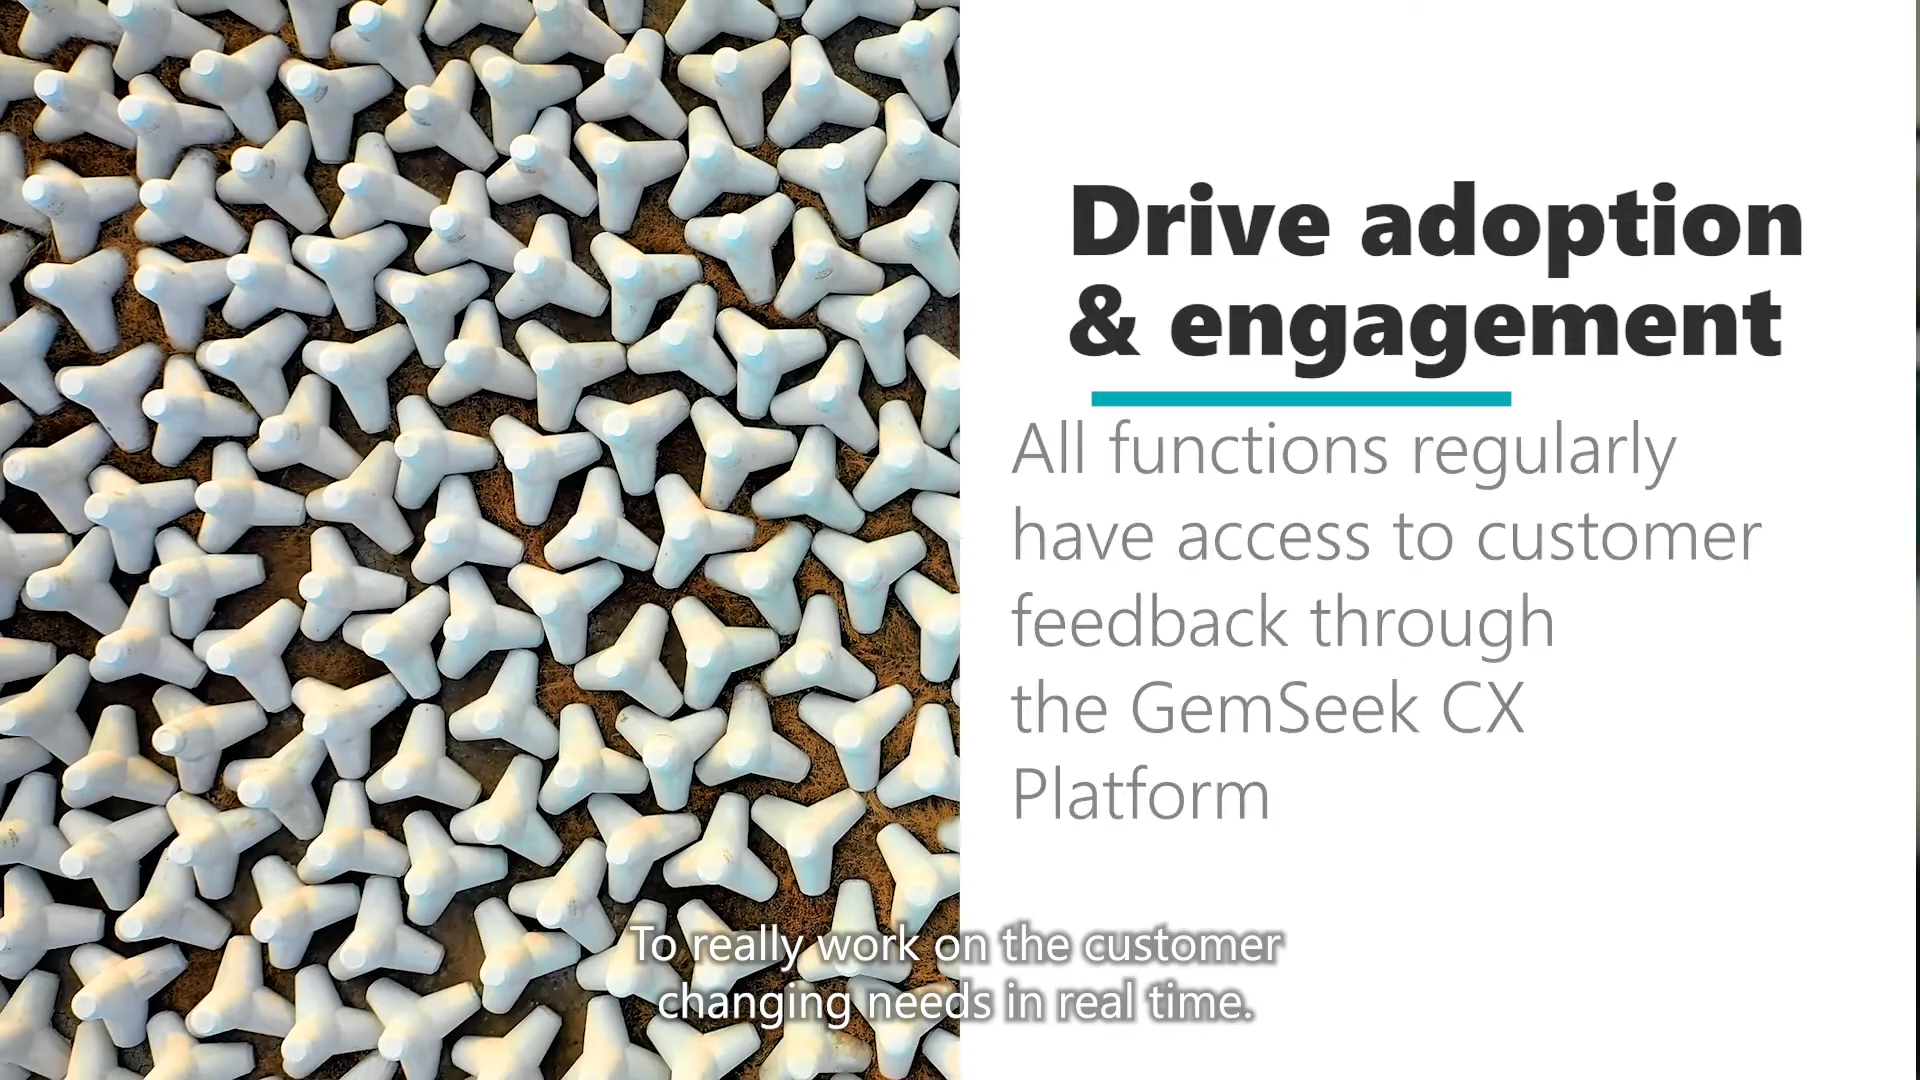 Drive adoption
& engagement
All functions regularly
have access to customer
feedback through
the GemSeek CX
Platform
To really work on the customer
changing needs in real time.